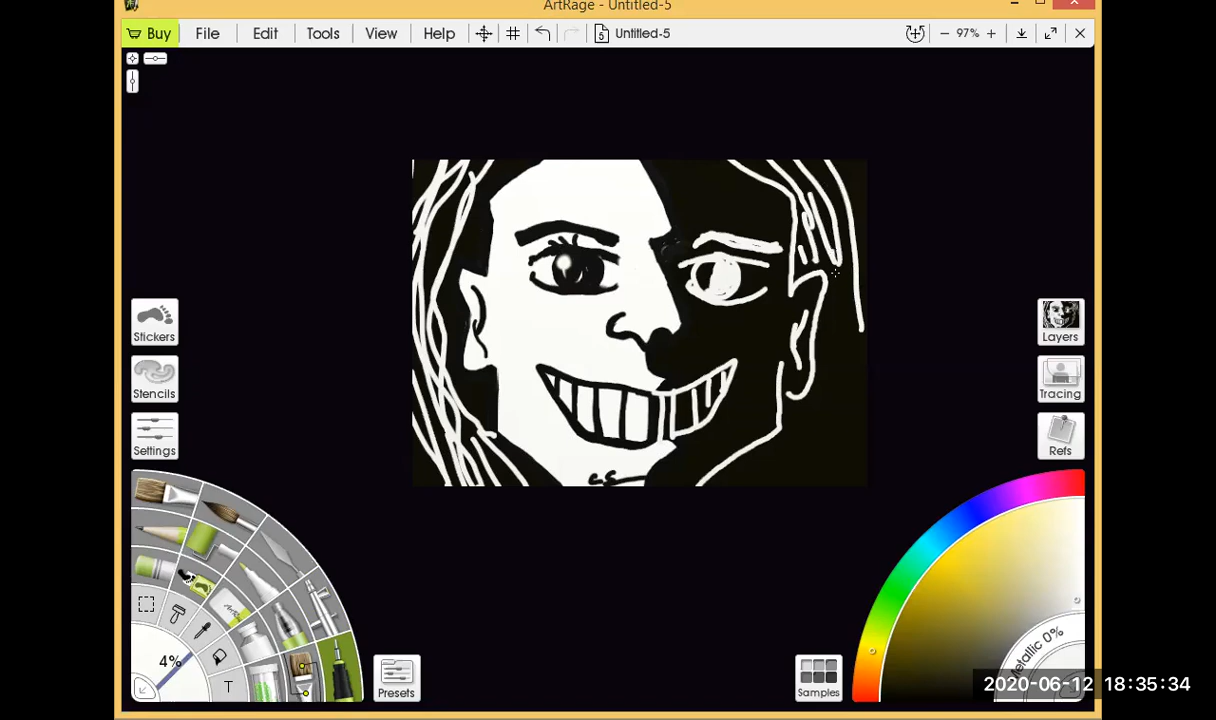 ArtRage - Untitled-5
Buy File Edit Tools View Help 5 Untitled-5 97%
Stickers
Stencils
Settings
Layers
Tracing
Refs
4%
T
Presets
Samples
Metallic 0%
2020-06-12 18:35:34